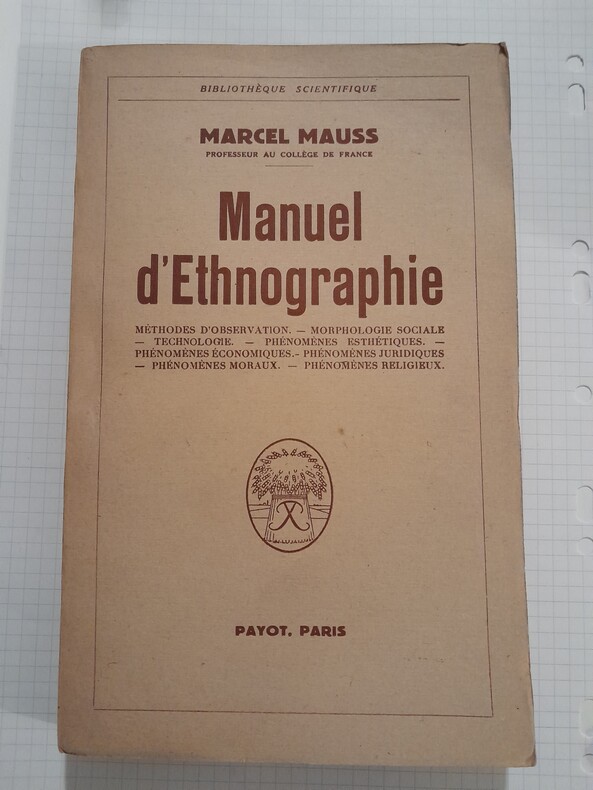 BIBLIOTHÈQUE SCIENTIFIQUE
MARCEL MAUSS
PROFESSEUR AU COLLÈGE DE FRANCE
Manuel
d'Ethnographie
MÉTHODES D'OBSERVATION. — MORPHOLOGIE SOCIALE
— TECHNOLOGIE. — PHÉNOMÈNES ESTHÉTIQUES. —
PHÉNOMÈNES ÉCONOMIQUES.- PHÉNOMÈNES JURIDIQUES
— PHÉNOMÈNES MORAUX. — PHÉNOMÈNES RELIGIEUX.
PAYOT, PARIS